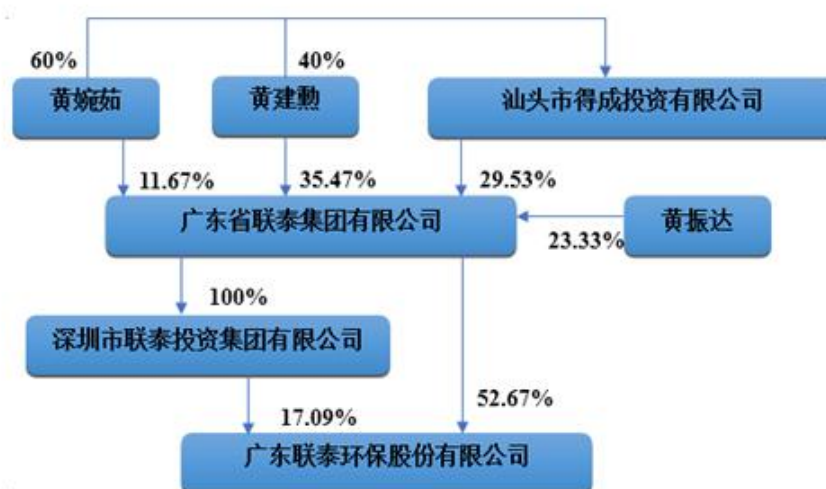 60%
40%
黄婉茹
黄建勲
汕头市得成投资有限公司
11.67%
35.47%
29.53%
广东省联泰集团有限公司
黄振达
23.33%
100%
深圳市联泰投资集团有限公司
52.67%
17.09%
广东联泰环保股份有限公司